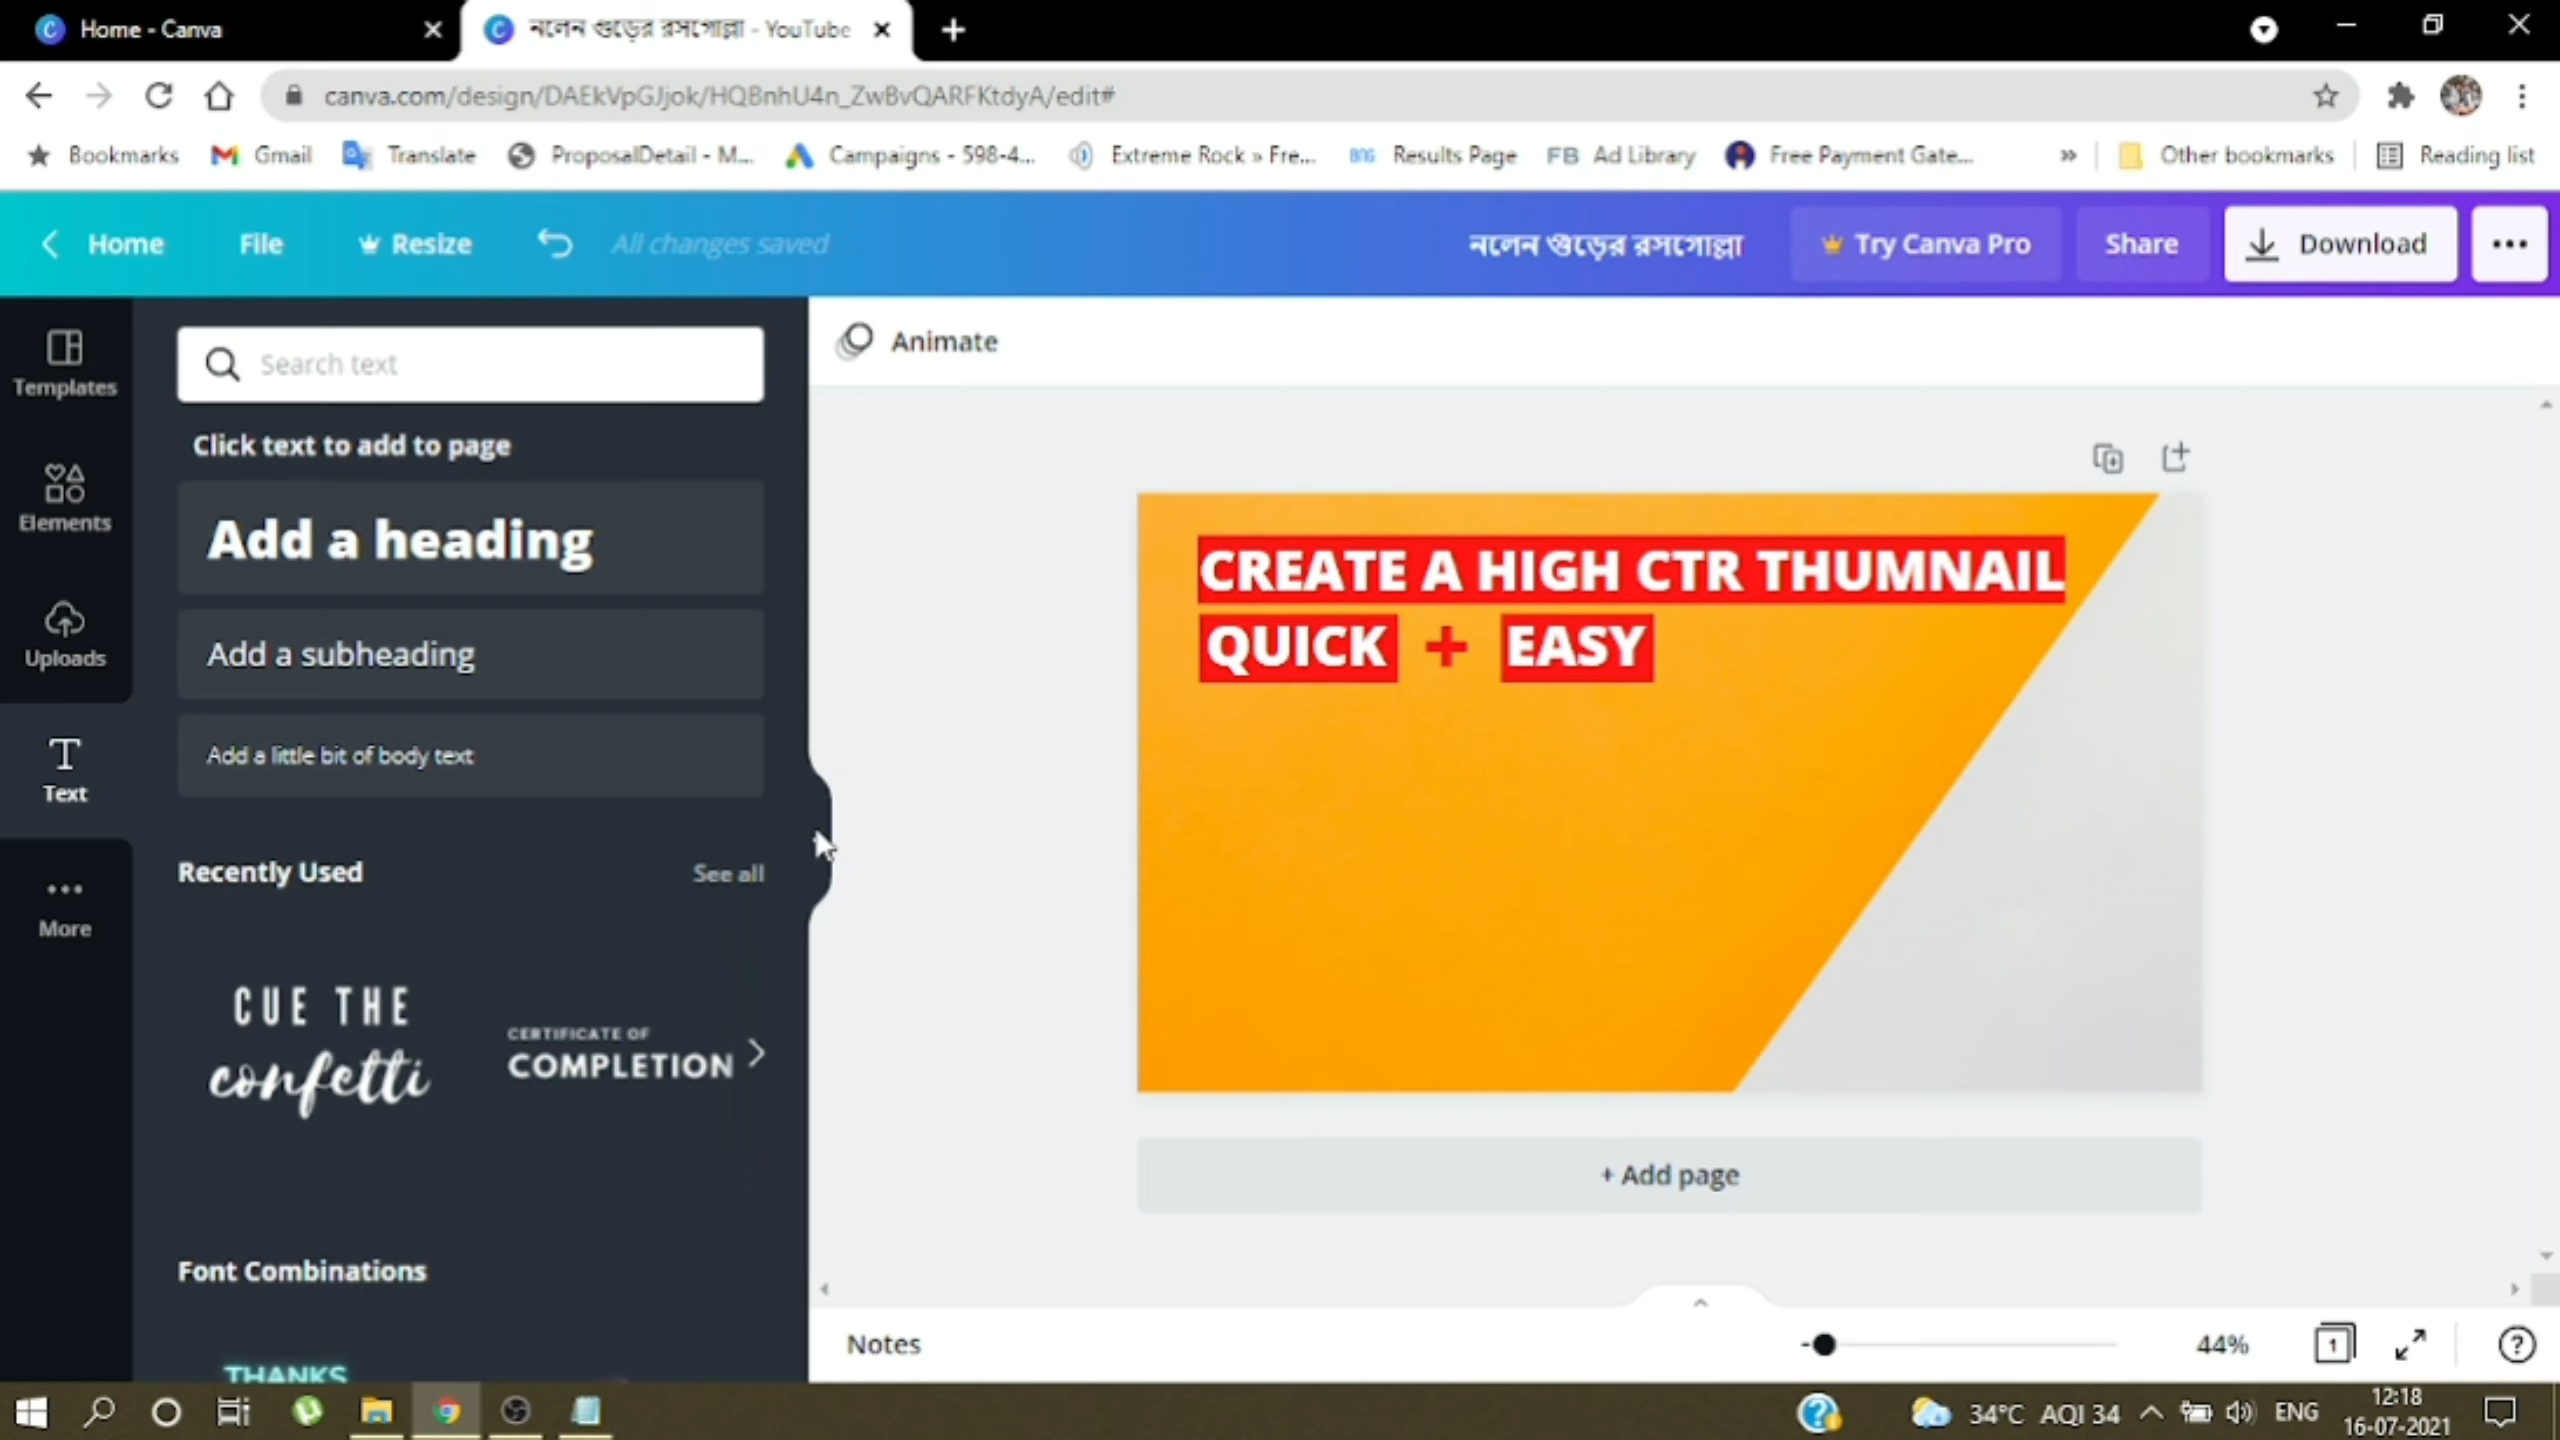 Home - Canva
নলেন গুড়ের রসগোল্লা - YouTube
canva.com/design/DAEkVpGJjok/HQBnhU4n_ZwBvQARFKtdyA/edit#
Bookmarks Gmail Translate ProposalDetail - M... Campaigns - 598-4... Extreme Rock » Fre... BNG Results Page FB Ad Library Free Payment Gate... » Other bookmarks Reading list
Home File Resize All changes saved নলেন গুড়ের রসগোল্লা Try Canva Pro Share Download
Templates
Elements
Uploads
Text
More
Search text
Click text to add to page
Add a heading
Add a subheading
Add a little bit of body text
Recently Used See all
CUE THE
confetti
CERTIFICATE OF
COMPLETION
Font Combinations
THANKS
Animate
CREATE A HIGH CTR THUMNAIL
QUICK + EASY
+ Add page
Notes 44% 1
34°C AQI 34 ENG 12:18
16-07-2021